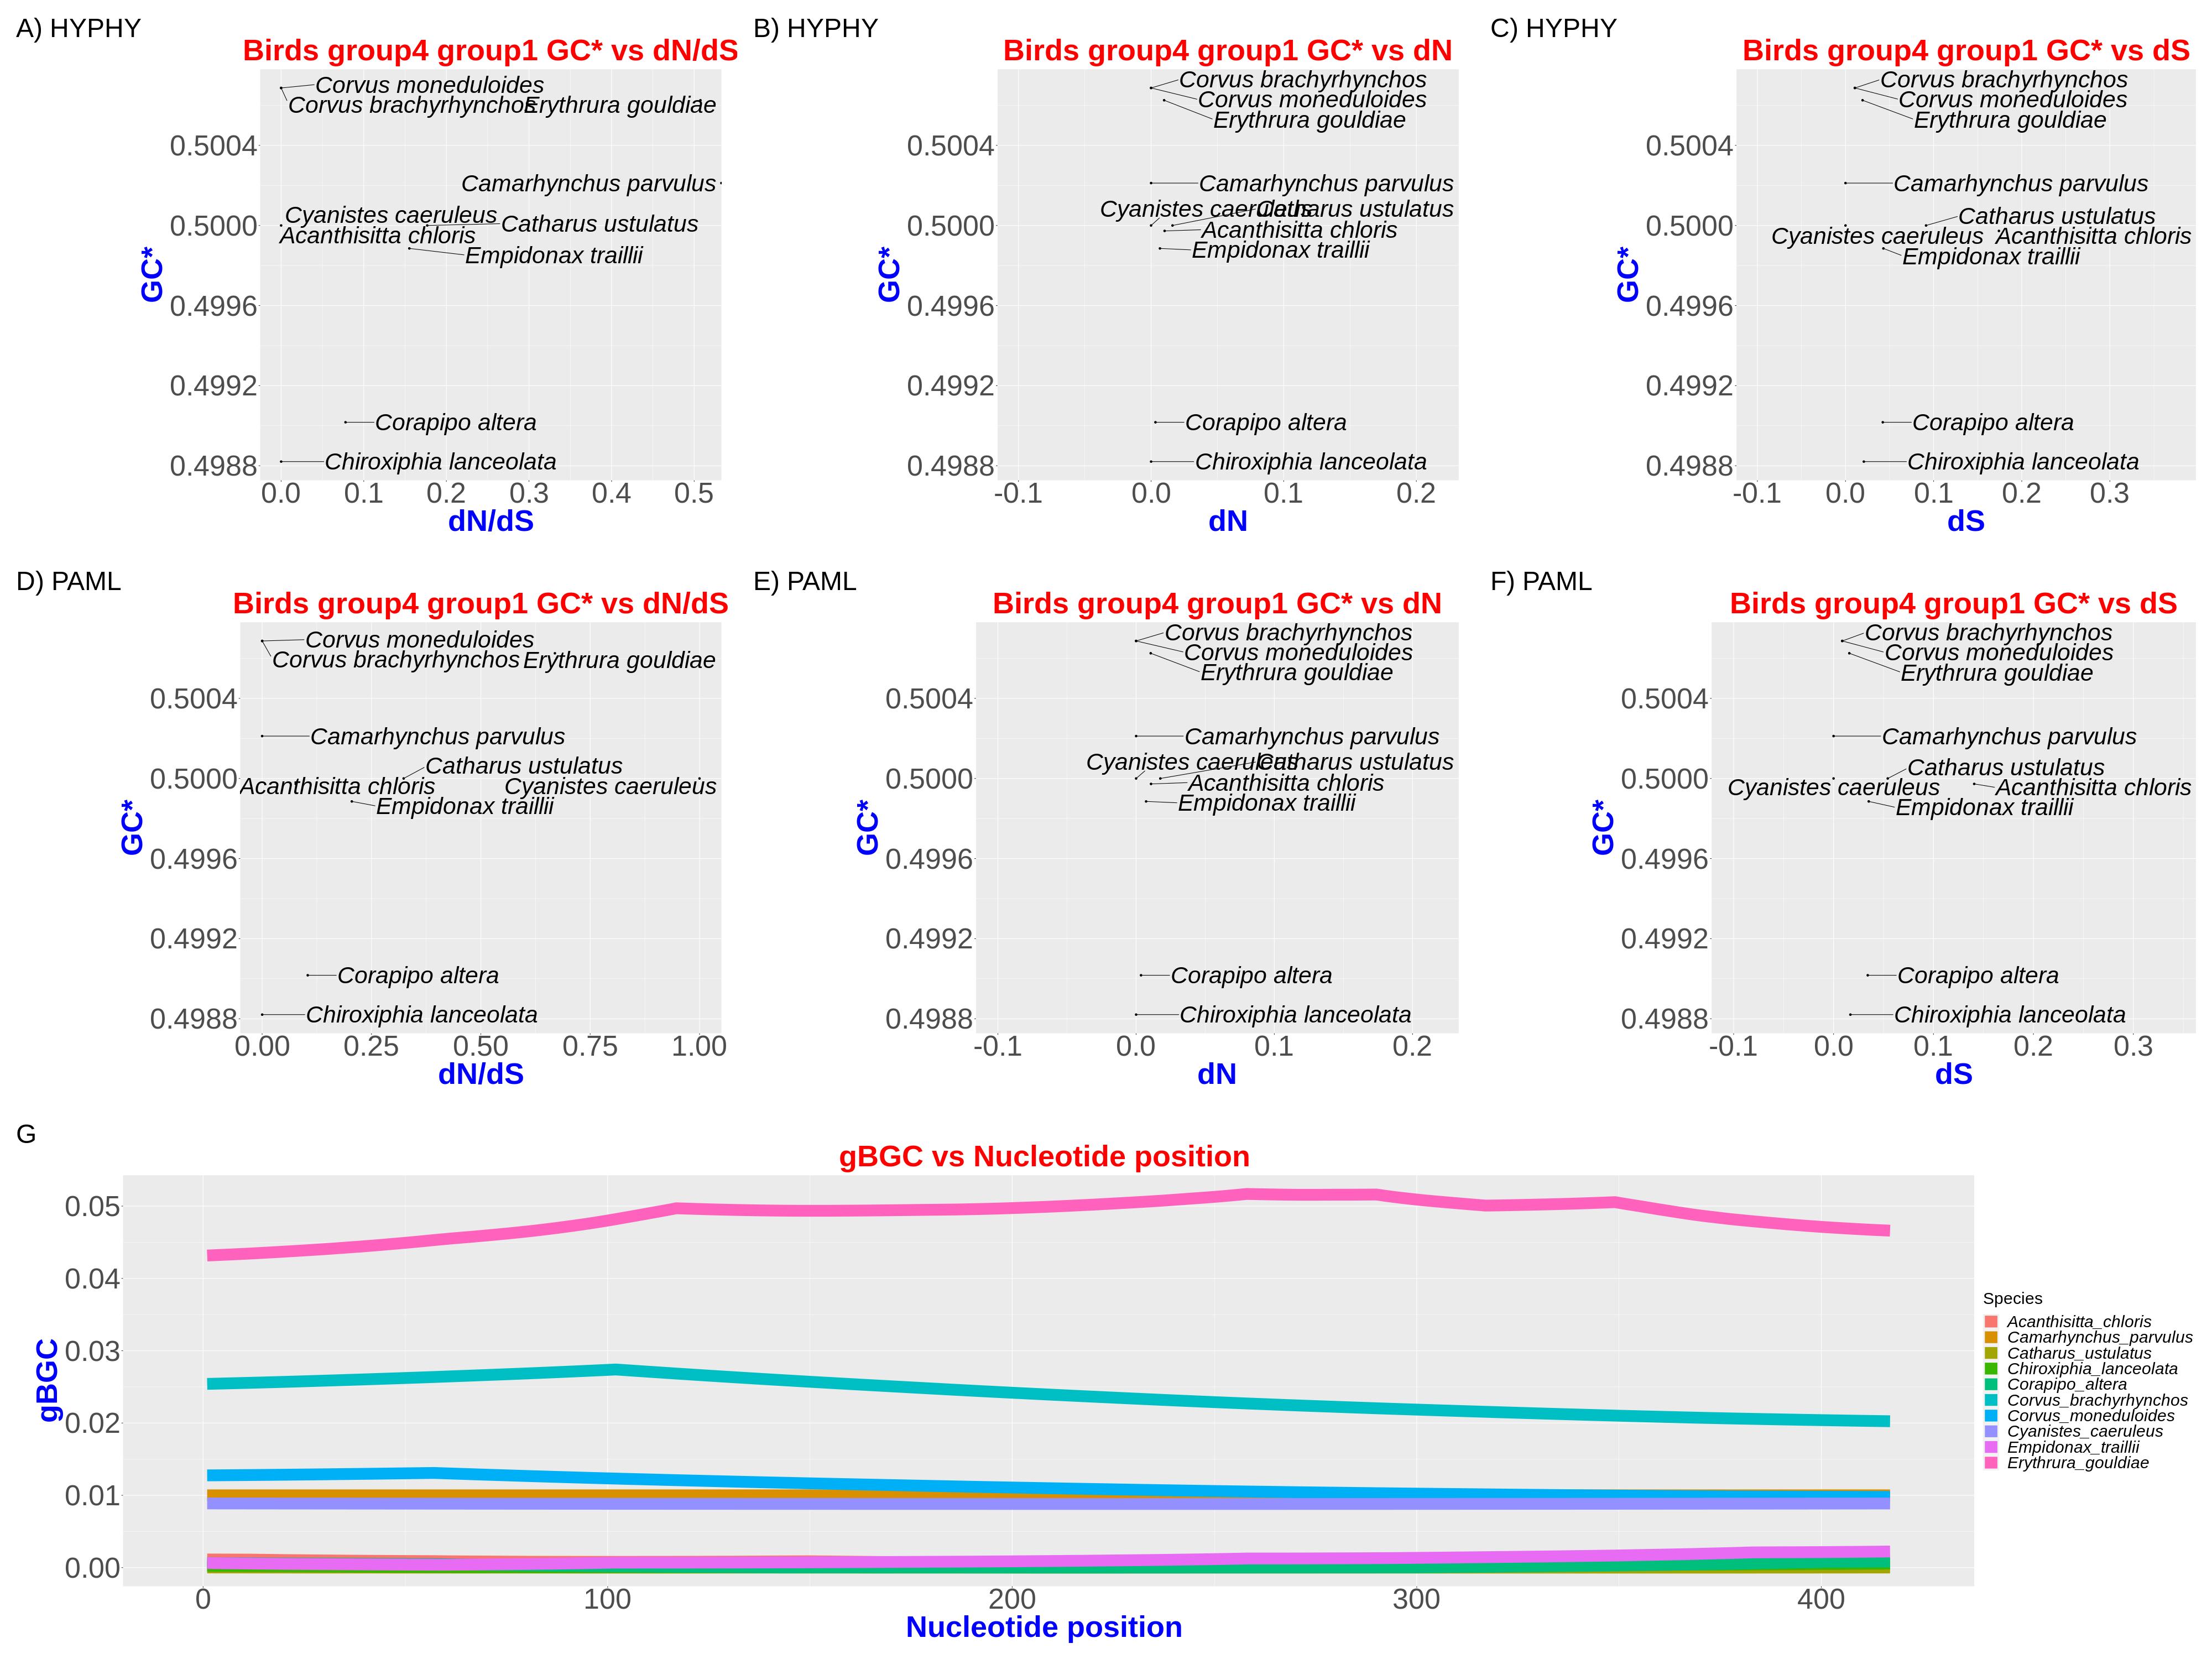 A) HYPHY
Birds group4 group1 GC* vs dN/dS
Corvus moneduloides
Corvus brachyrhynchos
Erythrura gouldiae
0.5004
Camarhynchus parvulus
Cyanistes caeruleus
0.5000
Catharus ustulatus
Acanthisitta chloris
Empidonax traillii
GC*
0.4996
0.4992
Corapipo altera
Chiroxiphia lanceolata
0.4988
0.0 0.1 0.2 0.3 0.4 0.5
dN/dS
B) HYPHY
Birds group4 group1 GC* vs dN
Corvus brachyrhynchos
Corvus moneduloides
Erythrura gouldiae
0.5004
Camarhynchus parvulus
Cyanistes caeruleus
Catharus ustulatus
0.5000
Acanthisitta chloris
Empidonax traillii
GC*
0.4996
0.4992
Corapipo altera
Chiroxiphia lanceolata
0.4988
-0.1 0.0 0.1 0.2
dN
C) HYPHY
Birds group4 group1 GC* vs dS
Corvus brachyrhynchos
Corvus moneduloides
Erythrura gouldiae
0.5004
Camarhynchus parvulus
Catharus ustulatus
0.5000
Cyanistes caeruleus
Acanthisitta chloris
Empidonax traillii
GC*
0.4996
0.4992
Corapipo altera
Chiroxiphia lanceolata
0.4988
-0.1 0.0 0.1 0.2 0.3
dS
D) PAML
Birds group4 group1 GC* vs dN/dS
Corvus moneduloides
Corvus brachyrhynchos
Erythrura gouldiae
0.5004
Camarhynchus parvulus
Catharus ustulatus
0.5000
Acanthisitta chloris
Cyanistes caeruleus
Empidonax traillii
GC*
0.4996
0.4992
Corapipo altera
Chiroxiphia lanceolata
0.4988
0.00 0.25 0.50 0.75 1.00
dN/dS
E) PAML
Birds group4 group1 GC* vs dN
Corvus brachyrhynchos
Corvus moneduloides
Erythrura gouldiae
0.5004
Camarhynchus parvulus
Cyanistes caeruleus
Catharus ustulatus
0.5000
Acanthisitta chloris
Empidonax traillii
GC*
0.4996
0.4992
Corapipo altera
Chiroxiphia lanceolata
0.4988
-0.1 0.0 0.1 0.2
dN
F) PAML
Birds group4 group1 GC* vs dS
Corvus brachyrhynchos
Corvus moneduloides
Erythrura gouldiae
0.5004
Camarhynchus parvulus
Catharus ustulatus
0.5000
Cyanistes caeruleus
Acanthisitta chloris
Empidonax traillii
GC*
0.4996
0.4992
Corapipo altera
Chiroxiphia lanceolata
0.4988
-0.1 0.0 0.1 0.2 0.3
dS
G
gBGC vs Nucleotide position
0.05
0.04
0.03
gBGC
0.02
0.01
0.00
0 100 200 300 400
Nucleotide position
Species
Acanthisitta_chloris
Camarhynchus_parvulus
Catharus_ustulatus
Chiroxiphia_lanceolata
Corapipo_altera
Corvus_brachyrhynchos
Corvus_moneduloides
Cyanistes_caeruleus
Empidonax_traillii
Erythrura_gouldiae